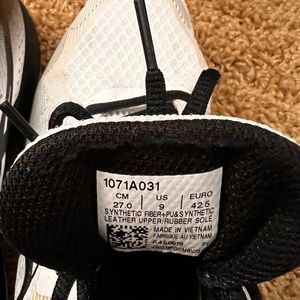 1071A031
CM US EURO
27.0 9 42.5
SYNTHETIC FIBER+PU&SYNTHETIC
LEATHER UPPER/RUBBER SOLE
MADE IN VIETNAM
FABRIQUE AU VIETNAM